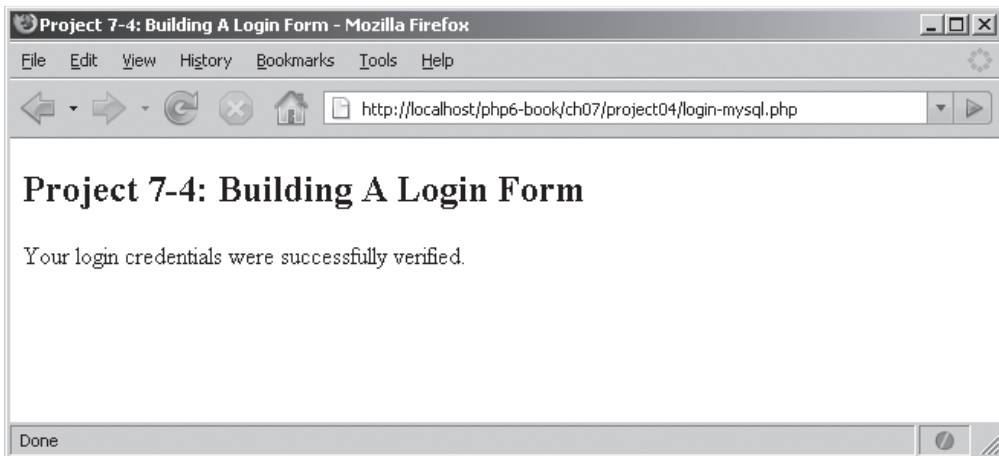 Project 7-4: Building A Login Form - Mozilla Firefox
File Edit View History Bookmarks Tools Help
http://localhost/php6-book/ch07/project04/login-mysql.php
Project 7-4: Building A Login Form
Your login credentials were successfully verified.
Done